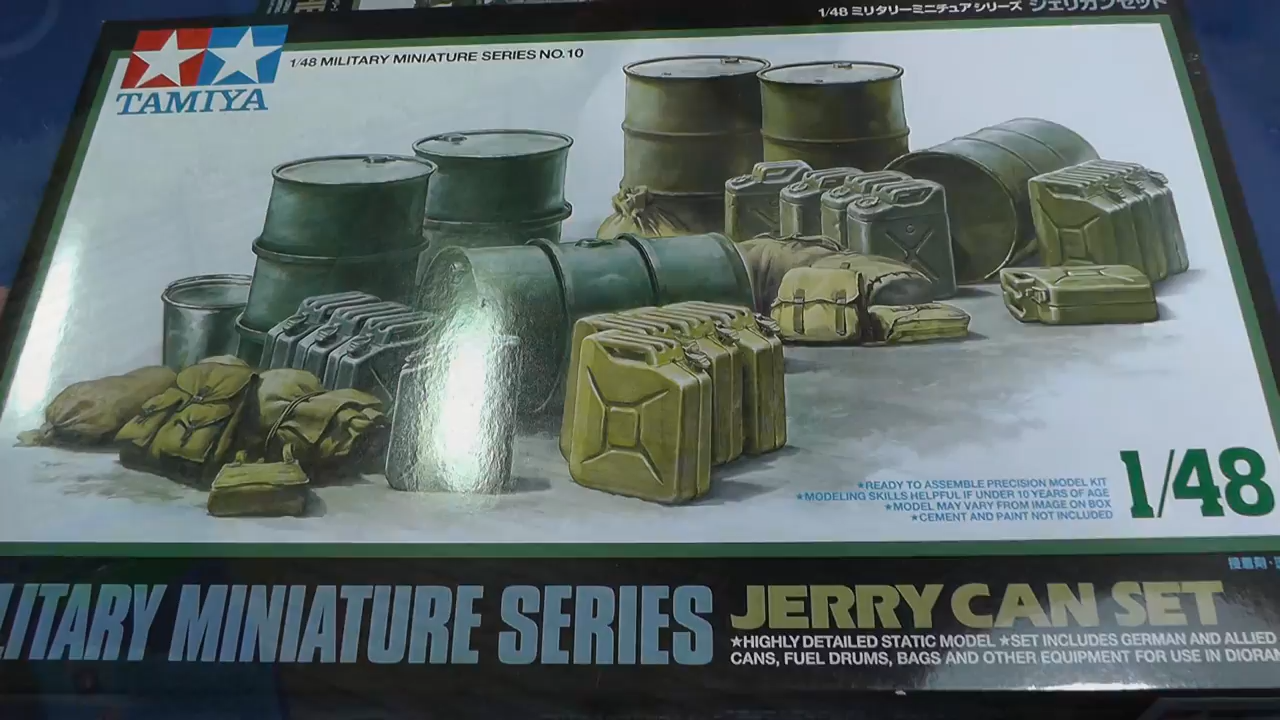 1/48 ミリタリーミニチュアシリーズ ジェリカンセット
TAMIYA
1/48 MILITARY MINIATURE SERIES NO.10
★READY TO ASSEMBLE PRECISION MODEL KIT
★MODELING SKILLS HELPFUL IF UNDER 10 YEARS OF AGE
★MODEL MAY VARY FROM IMAGE ON BOX
★CEMENT AND PAINT NOT INCLUDED
1/48
LITARY MINIATURE SERIES
JERRY CAN SET
★HIGHLY DETAILED STATIC MODEL ★SET INCLUDES GERMAN AND ALLIED
CANS, FUEL DRUMS, BAGS AND OTHER EQUIPMENT FOR USE IN DIORAM